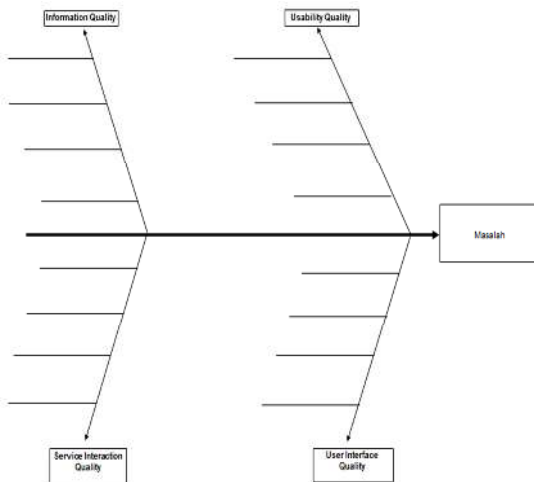 Information Quality
Usability Quality
Masalah
Service Interaction
Quality
User Interface
Quality